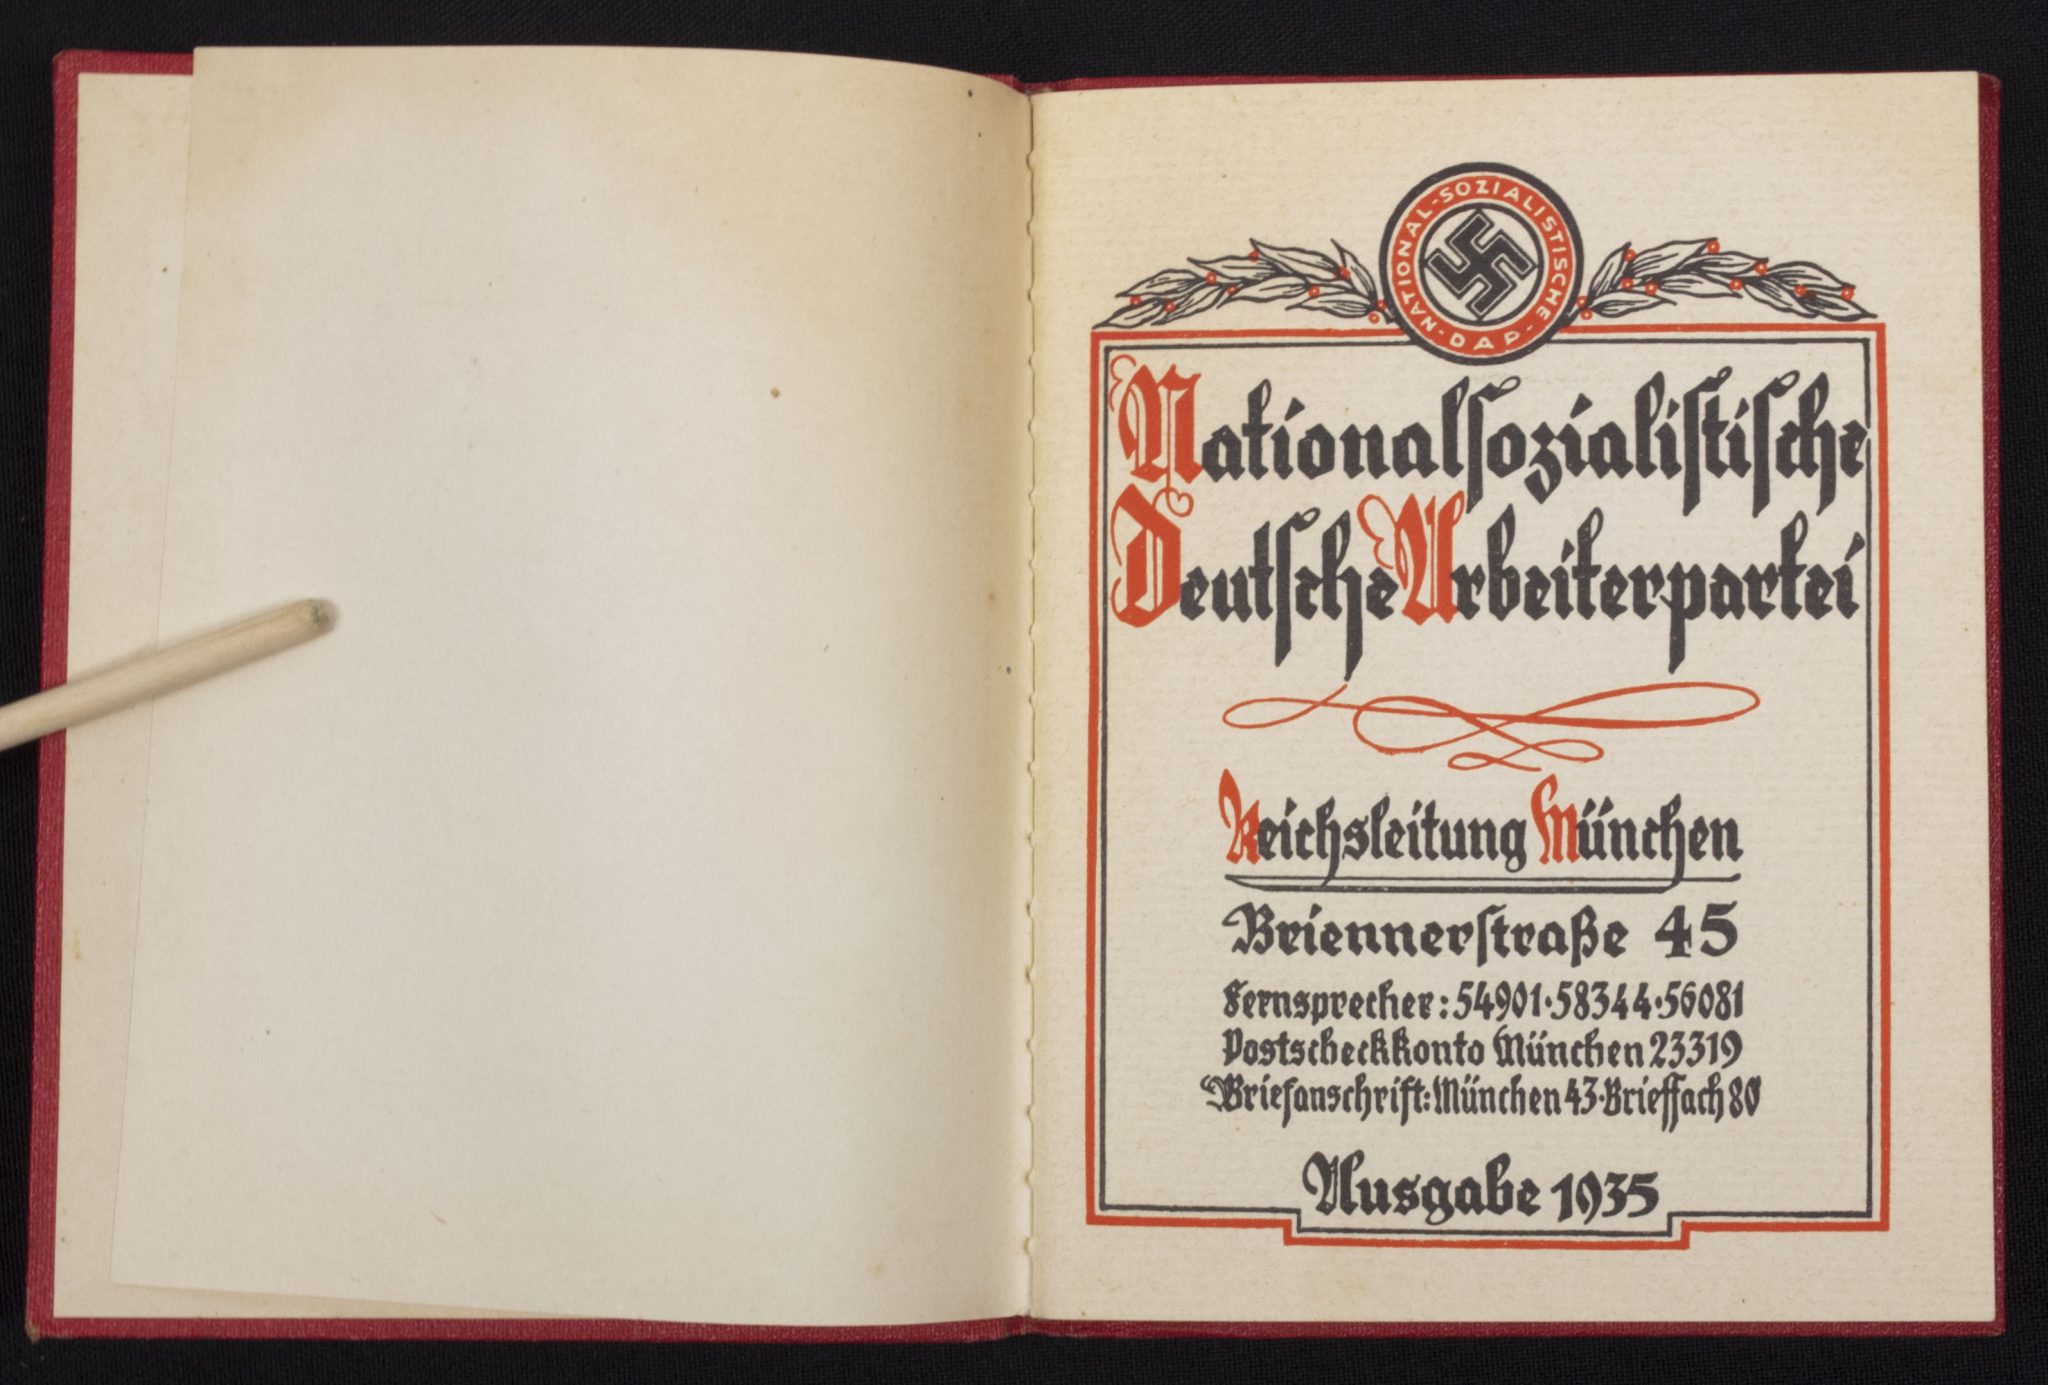 NATIONAL-SOZIALISTISCHE-D.A.P.
Nationalsozialistische
Deutsche Arbeiterpartei
Reichsleitung München
Briennerstraße 45
Fernsprecher: 54901·58344·56081
Postscheckkonto München 23319
Briefanschrift: München 43·Brieffach 80
Ausgabe 1935